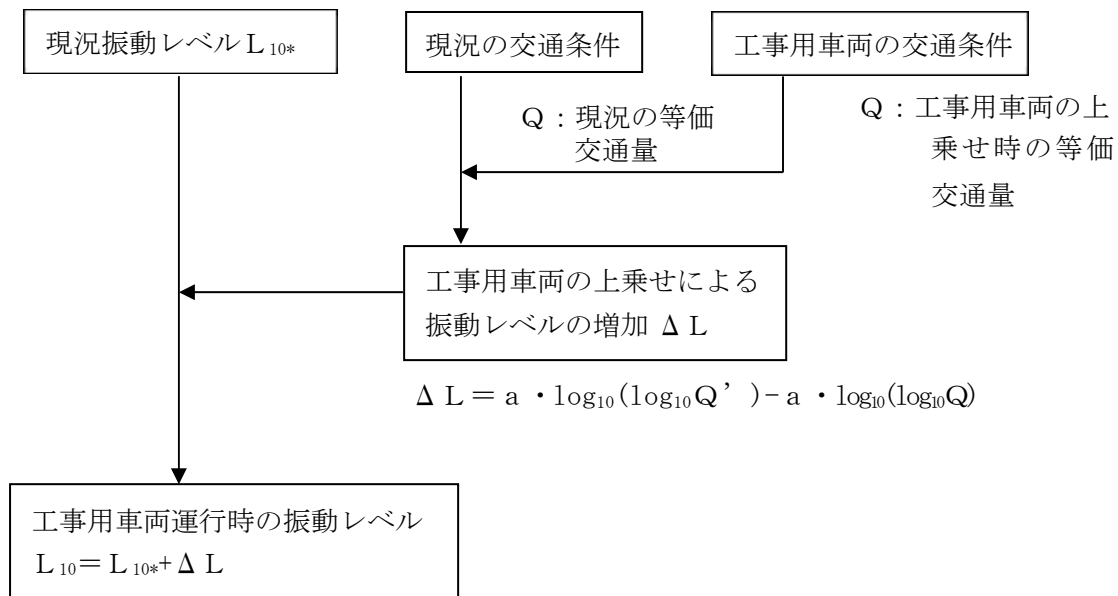 現況振動レベルL10*
現況の交通条件
工事用車両の交通条件
Q：現況の等価
交通量
Q：工事用車両の上
乗せ時の等価
交通量
工事用車両の上乗せによる
振動レベルの増加 ΔL
ΔL＝a・log10(log10Q’)-a・log10(log10Q)
工事用車両運行時の振動レベル
L10＝L10*+ΔL